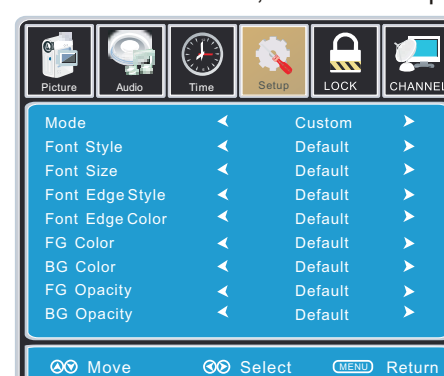 Picture Audio Time Setup LOCK CHANNEL
Mode Custom
Font Style Default
Font Size Default
Font Edge Style Default
Font Edge Color Default
FG Color Default
BG Color Default
FG Opacity Default
BG Opacity Default
Move Select MENU Return